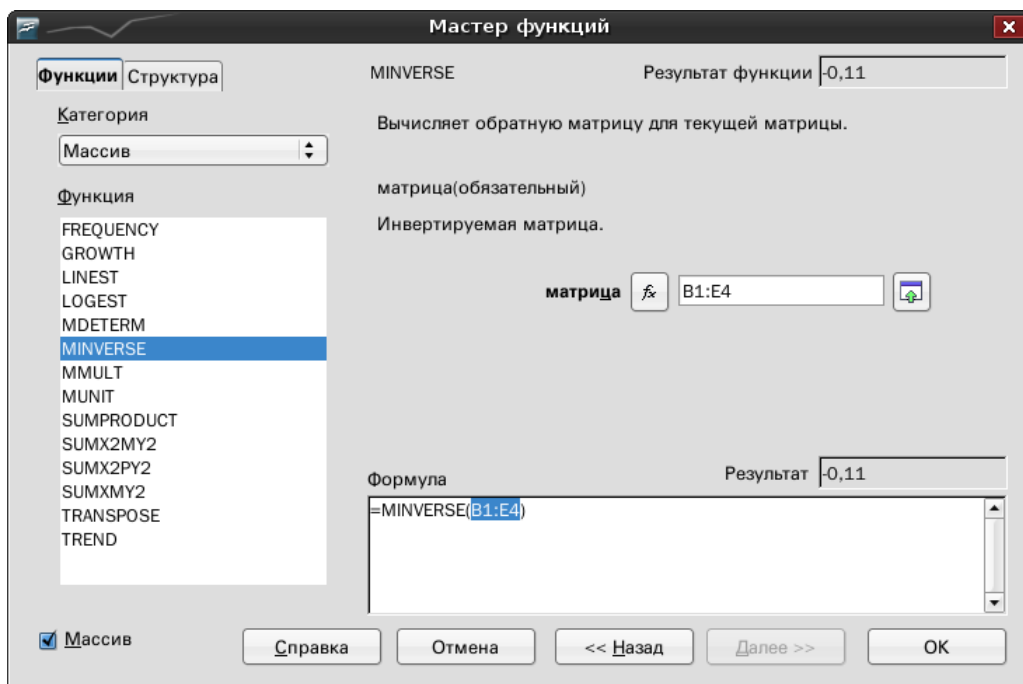 Мастер функций
Функции Структура
MINVERSE Результат функции -0,11
Категория
Массив
Вычисляет обратную матрицу для текущей матрицы.
Функция
матрица(обязательный)
Инвертируемая матрица.
FREQUENCY
GROWTH
LINEST
LOGEST
MDETERM
MINVERSE
MMULT
MUNIT
SUMPRODUCT
SUMX2MY2
SUMX2PY2
SUMXMY2
TRANSPOSE
TREND
матрица fx B1:E4
Формула Результат -0,11
=MINVERSE(B1:E4)
Массив
Справка Отмена << Назад Далее >> OK